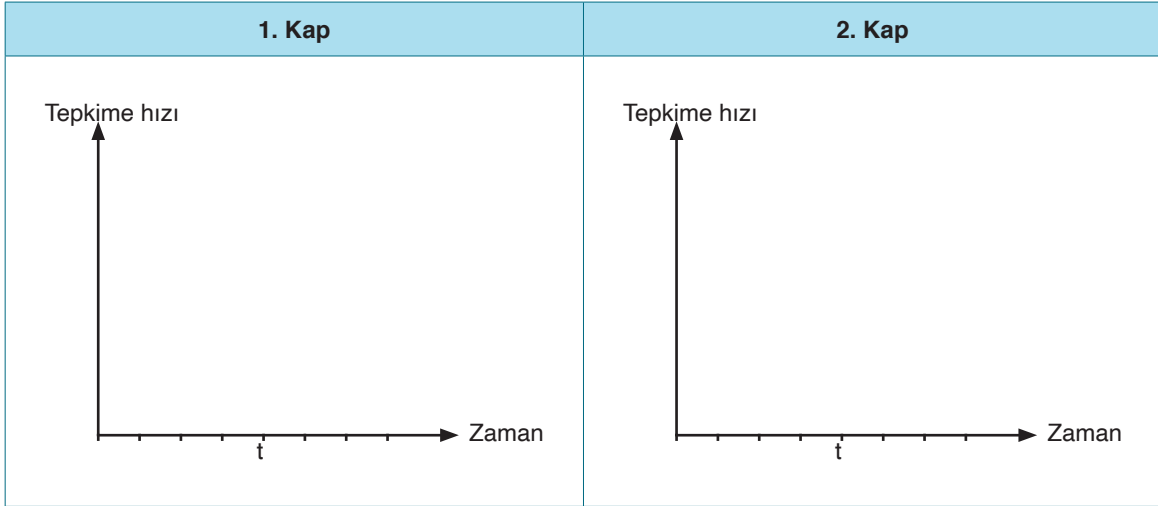 1. Kap
2. Kap
Tepkime hızı
Tepkime hızı
Zaman
t
Zaman
t